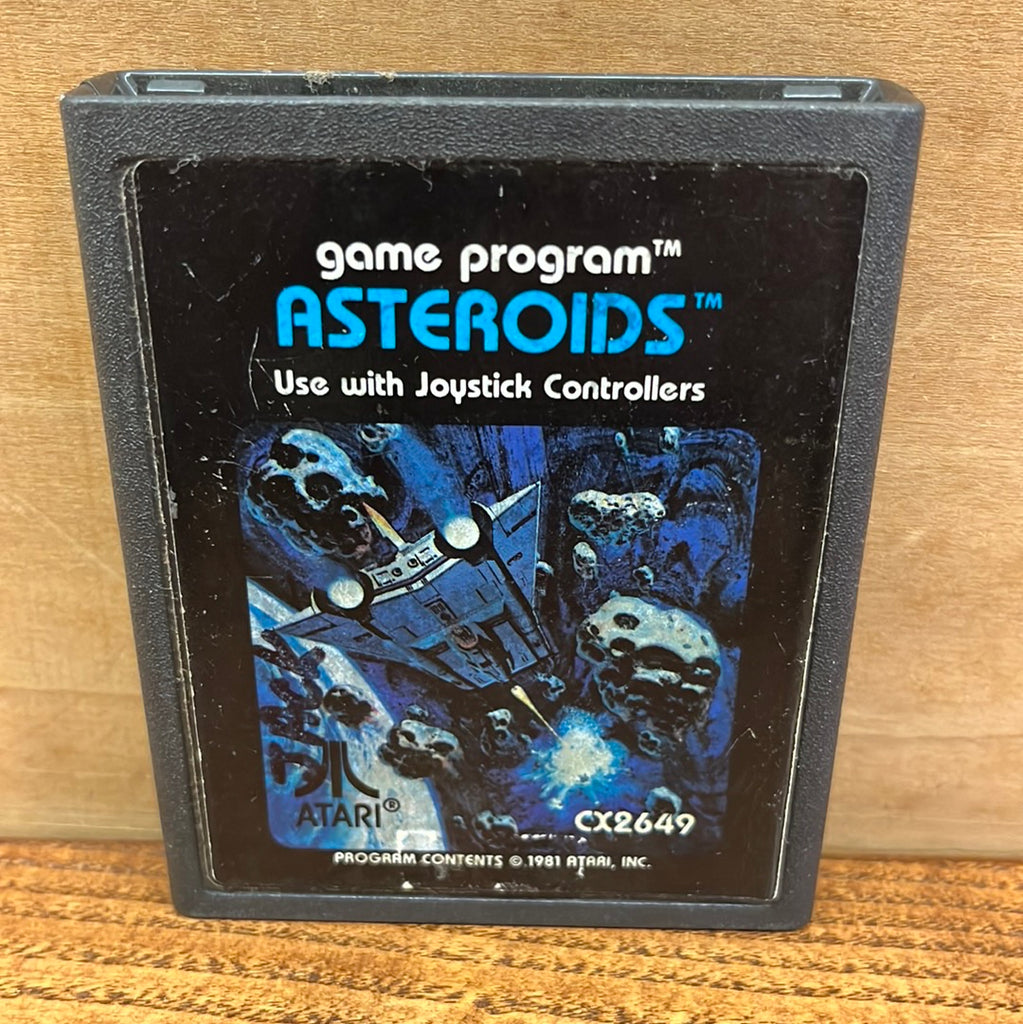 game program™
ASTEROIDS™
Use with Joystick Controllers
ATARI®
CX2649
PROGRAM CONTENTS © 1981 ATARI, INC.